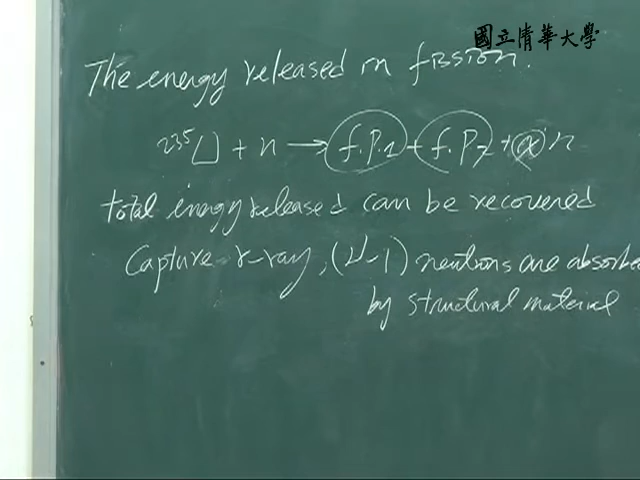 國立清華大學
The energy released in fission.
²³⁵U + n → f.P.1 + f.P.2 + (x) n
total energy released can be recovered
Capture γ-ray, (ν-1) neutrons are absorbe
by structural material